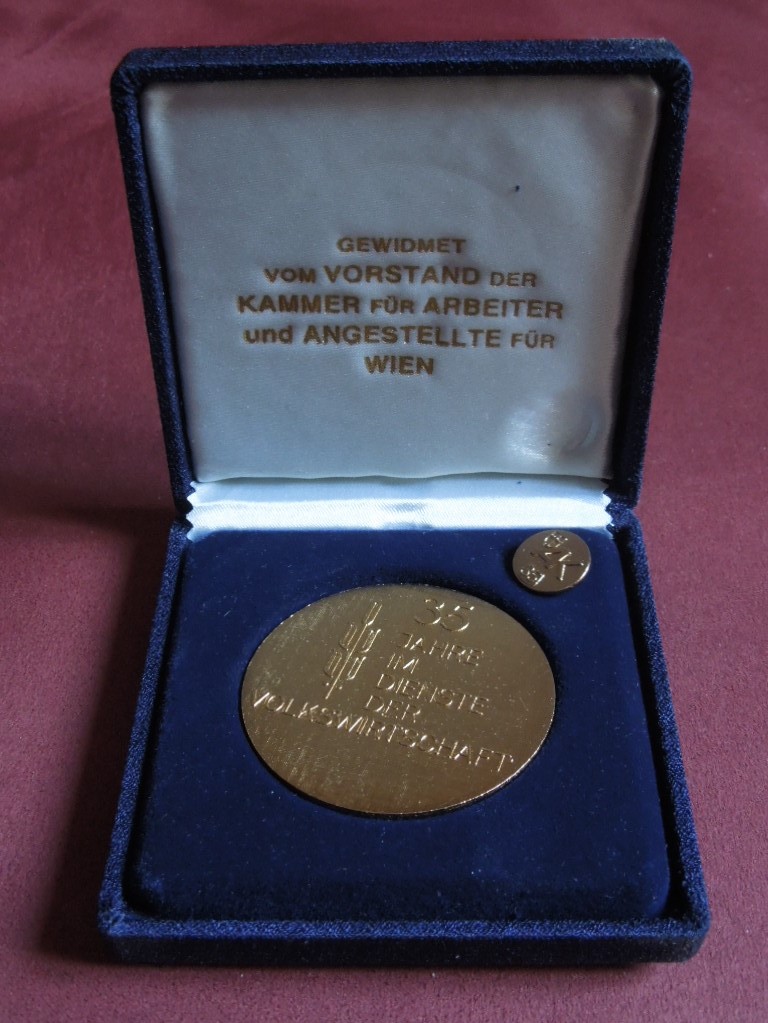 GEWIDMET
VOM VORSTAND DER
KAMMER FÜR ARBEITER
und ANGESTELLTE FÜR
WIEN
35
JAHRE
IM
DIENSTE
DER
VOLKSWIRTSCHAFT